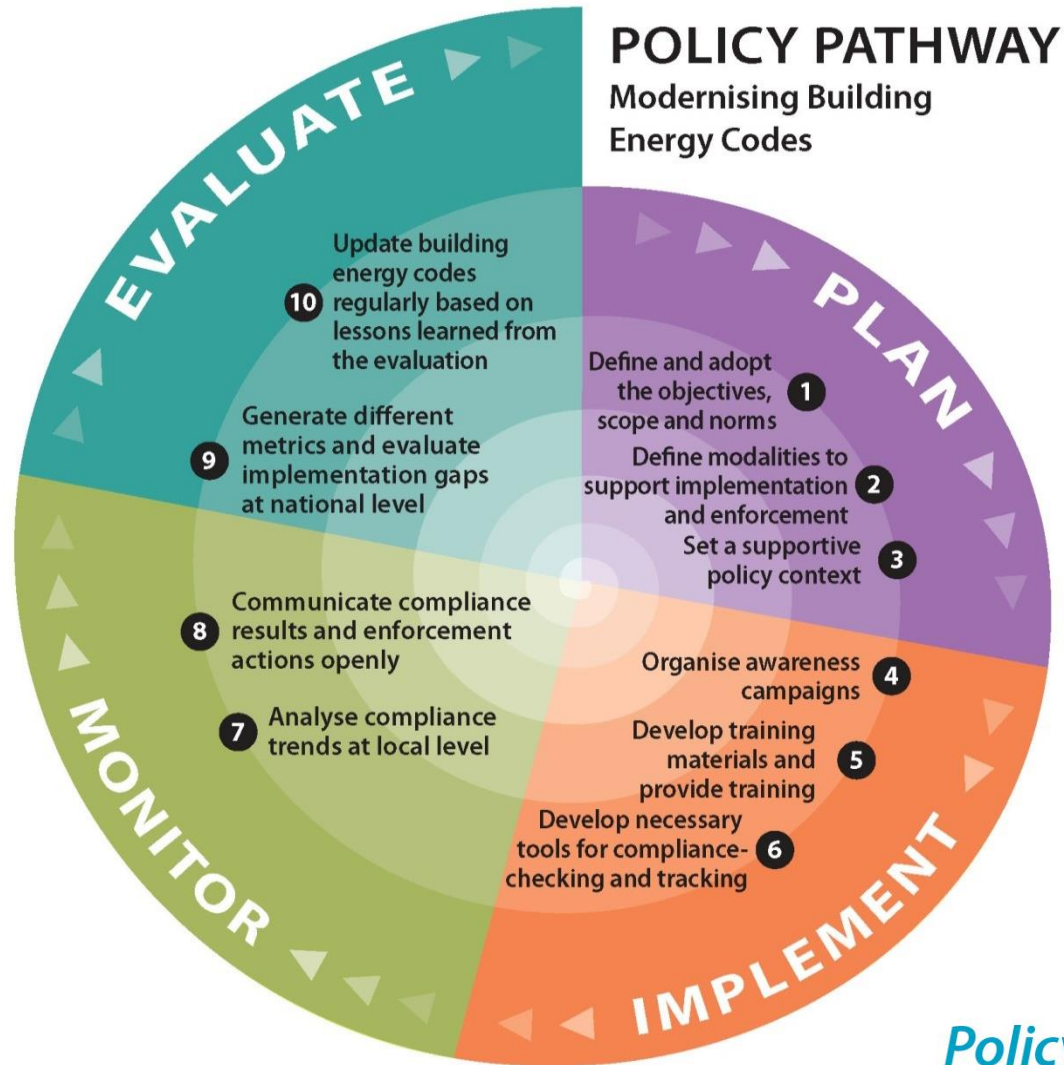 POLICY PATHWAY
Modernising Building
Energy Codes
PLAN
1
Define and adopt
the objectives,
scope and norms
2
Define modalities to
support implementation
and enforcement
3
Set a supportive
policy context
IMPLEMENT
4
Organise awareness
campaigns
5
Develop training
materials and
provide training
6
Develop necessary
tools for compliance-
checking and tracking
MONITOR
7
Analyse compliance
trends at local level
8
Communicate compliance
results and enforcement
actions openly
EVALUATE
9
Generate different
metrics and evaluate
implementation gaps
at national level
10
Update building
energy codes
regularly based on
lessons learned from
the evaluation
Policy